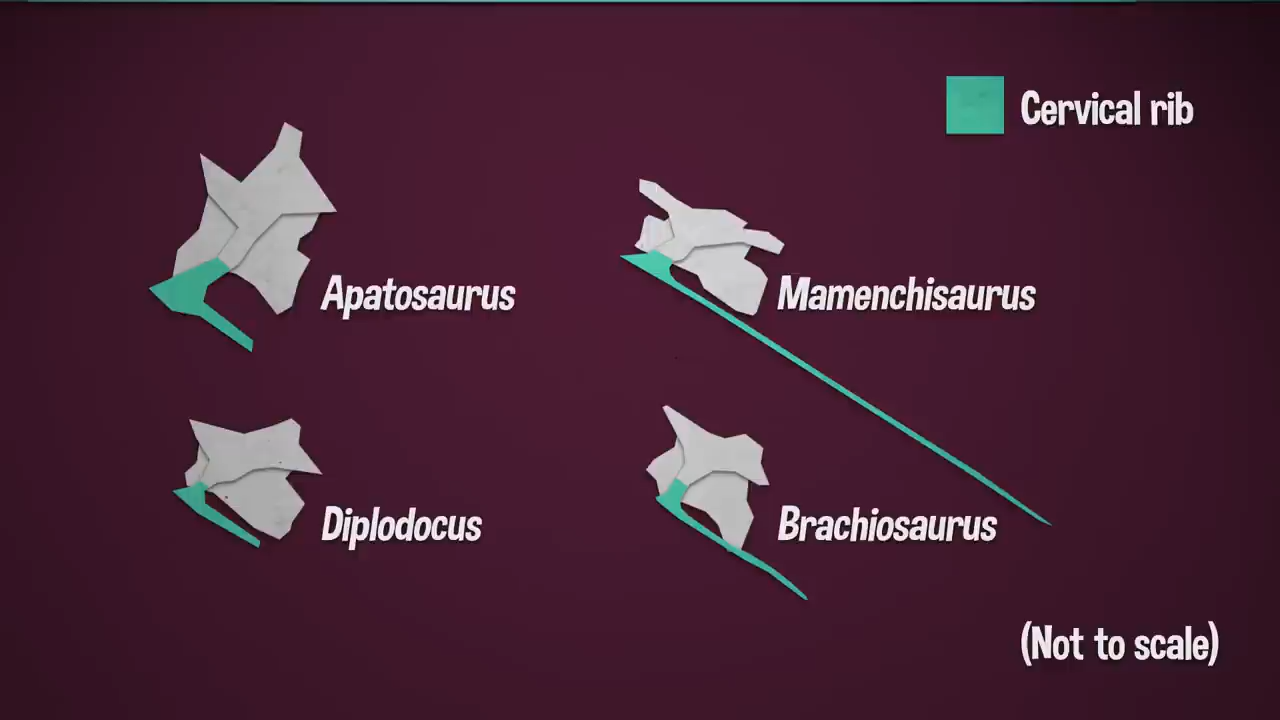 Cervical rib
Apatosaurus
Mamenchisaurus
Diplodocus
Brachiosaurus
(Not to scale)